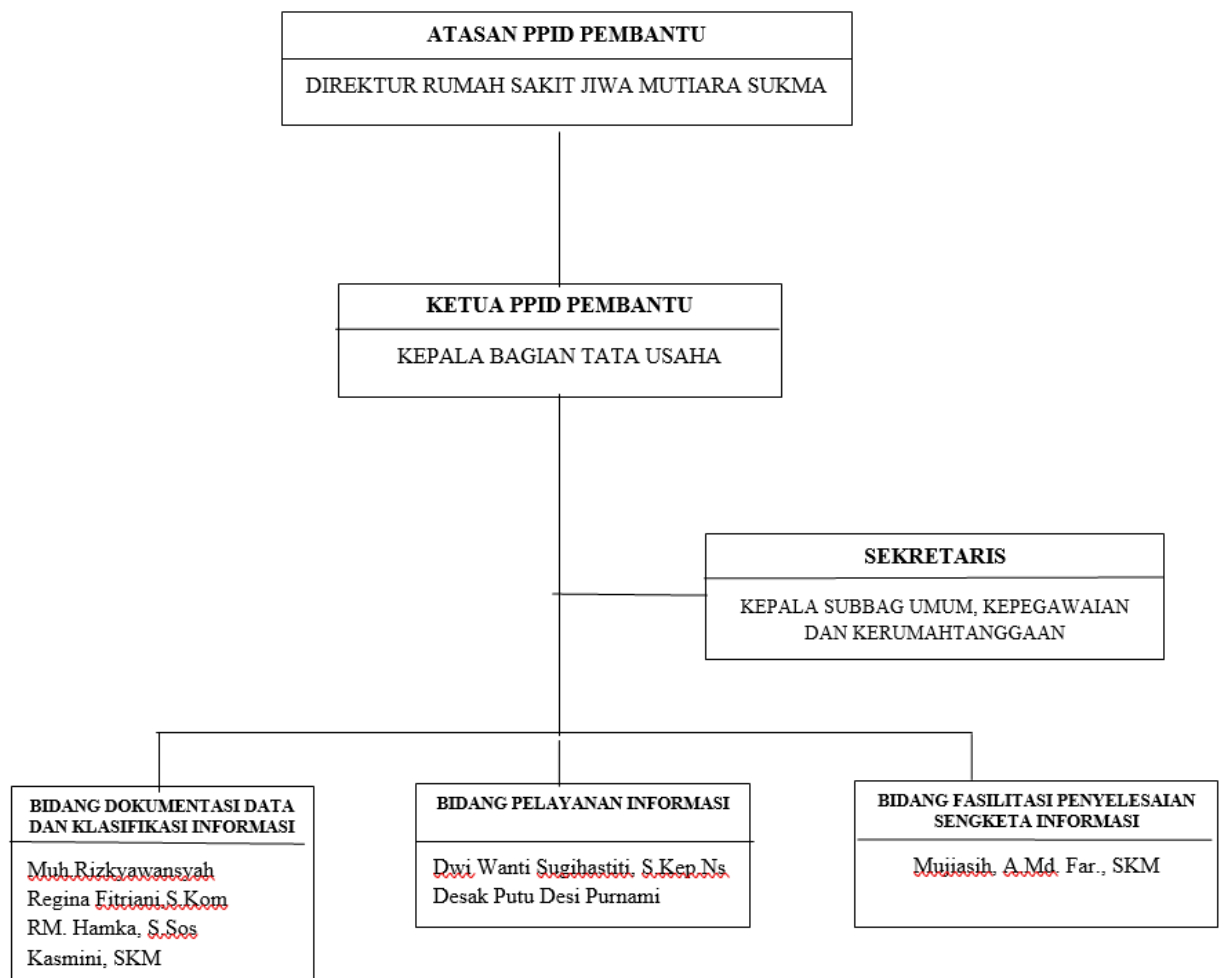 ATASAN PPID PEMBANTU
DIREKTUR RUMAH SAKIT JIWA MUTIARA SUKMA
KETUA PPID PEMBANTU
KEPALA BAGIAN TATA USAHA
SEKRETARIS
KEPALA SUBBAG UMUM, KEPEGAWAIAN
DAN KERUMAHTANGGAAN
BIDANG DOKUMENTASI DATA
DAN KLASIFIKASI INFORMASI
Muh.Rizkyawansyah
Regina Fitriani,S.Kom
RM. Hamka, S.Sos
Kasmini, SKM
BIDANG PELAYANAN INFORMASI
Dwi Wanti Sugihastiti, S.Kep.Ns
Desak Putu Desi Purnami
BIDANG FASILITASI PENYELESAIAN
SENGKETA INFORMASI
Mujiasih, A.Md. Far., SKM